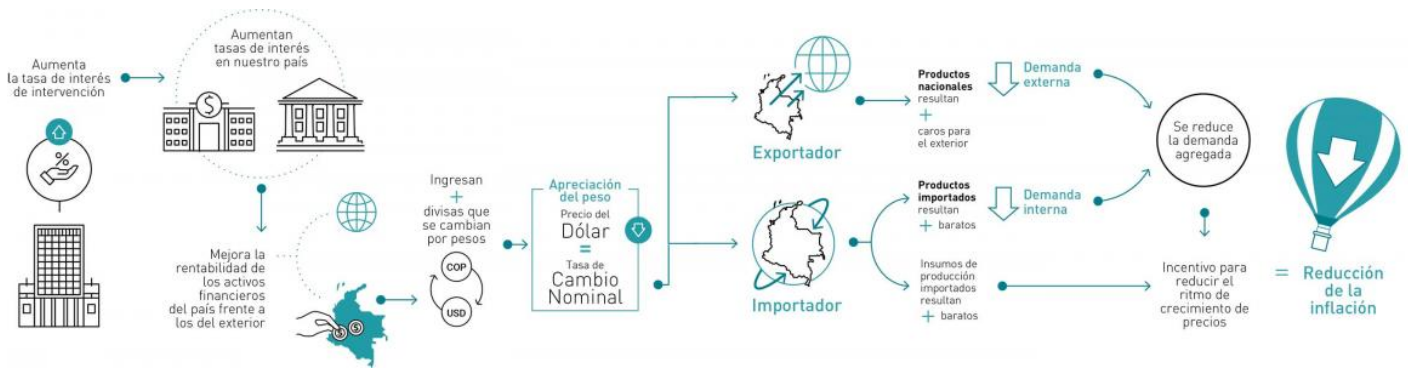 Aumenta
la tasa de interés
de intervención
Aumentan
tasas de interés
en nuestro país
$
%
Mejora la
rentabilidad de
los activos
financieros
del país frente a
los del exterior
$ $
Ingresan
+
divisas que
se cambian
por pesos
COP
USD
Apreciación
del peso
Precio del
Dólar
=
Tasa de
Cambio
Nominal
Exportador
Productos
nacionales
resultan
+
caros para
el exterior
Demanda
externa
Importador
Productos
importados
resultan
+ baratos
Demanda
interna
Insumos de
producción
importados
resultan
+ baratos
Se reduce
la demanda
agregada
Incentivo para
reducir el
ritmo de
crecimiento de
precios
= Reducción
de la
inflación